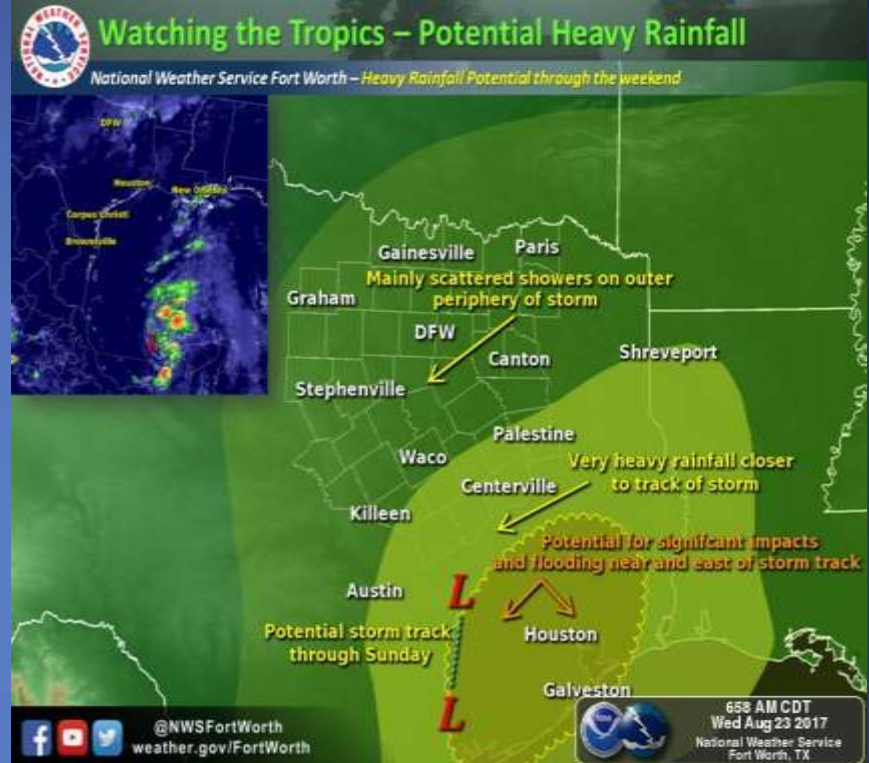 NATIONAL WEATHER SERVICE
Watching the Tropics – Potential Heavy Rainfall
National Weather Service Fort Worth – Heavy Rainfall Potential through the weekend
DFW
Houston
New Orleans
Corpus Christi
Brownsville
Gainesville
Paris
Mainly scattered showers on outer
periphery of storm
Graham
DFW
Canton
Shreveport
Stephenville
Palestine
Waco
Very heavy rainfall closer
to track of storm
Centerville
Killeen
Potential for signifcant impacts
and flooding near and east of storm track
Austin
L
Potential storm track
through Sunday
Houston
L
Galveston
@NWSFortWorth
weather.gov/FortWorth
658 AM CDT
Wed Aug 23 2017
National Weather Service
Fort Worth, TX